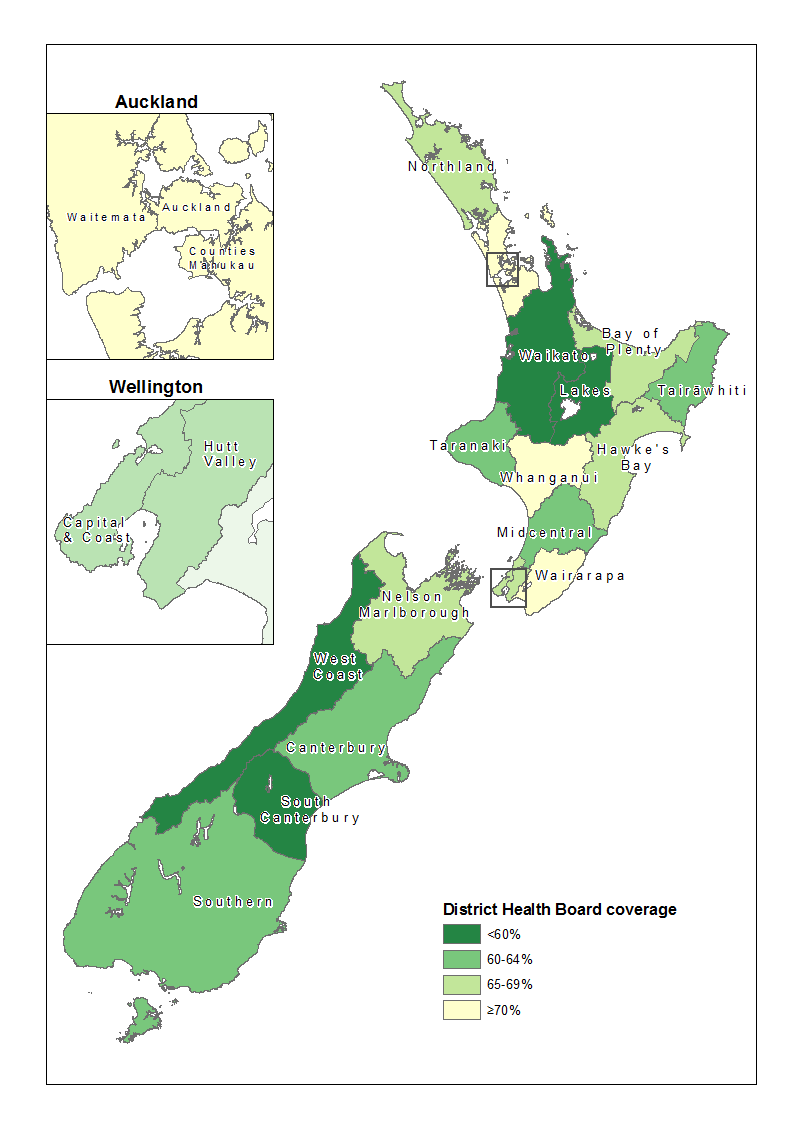 Auckland
Waitemata
Auckland
Counties
Manukau
Wellington
Hutt
Valley
Capital
& Coast
Northland
Waikato
Bay of
Plenty
Lakes
Tairāwhiti
Taranaki
Hawke's
Bay
Whanganui
Midcentral
Wairarapa
Nelson
Marlborough
West
Coast
Canterbury
South
Canterbury
Southern
District Health Board coverage
<60%
60-64%
65-69%
≥70%